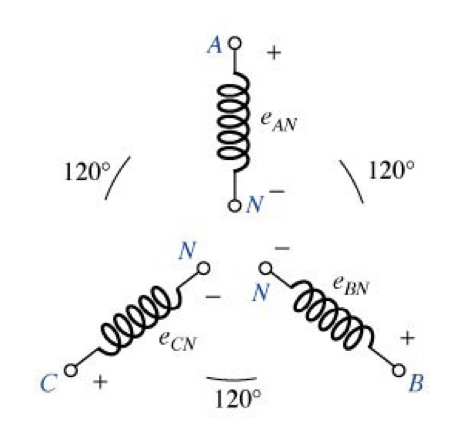 A +
e_AN
120° 120°
N −
N −
− N
e_BN
e_CN
+ +
C B
120°